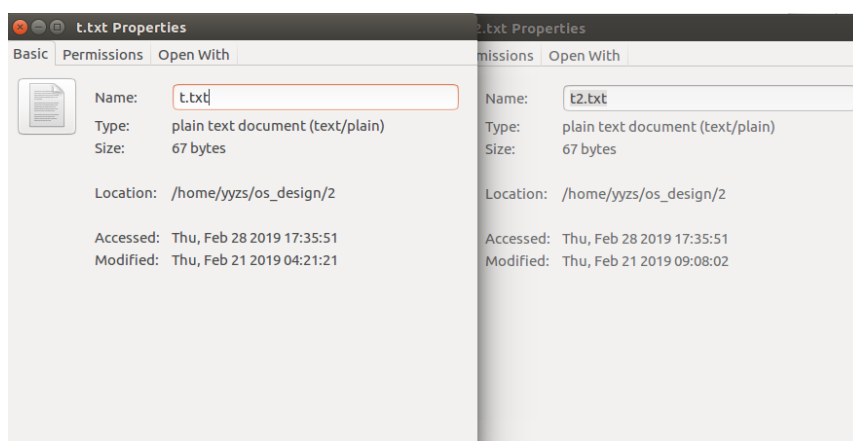 t.txt Properties
Basic Permissions Open With
Name: t.txt
Type: plain text document (text/plain)
Size: 67 bytes
Location: /home/yyzs/os_design/2
Accessed: Thu, Feb 28 2019 17:35:51
Modified: Thu, Feb 21 2019 04:21:21
2.txt Properties
missions Open With
Name: t2.txt
Type: plain text document (text/plain)
Size: 67 bytes
Location: /home/yyzs/os_design/2
Accessed: Thu, Feb 28 2019 17:35:51
Modified: Thu, Feb 21 2019 09:08:02